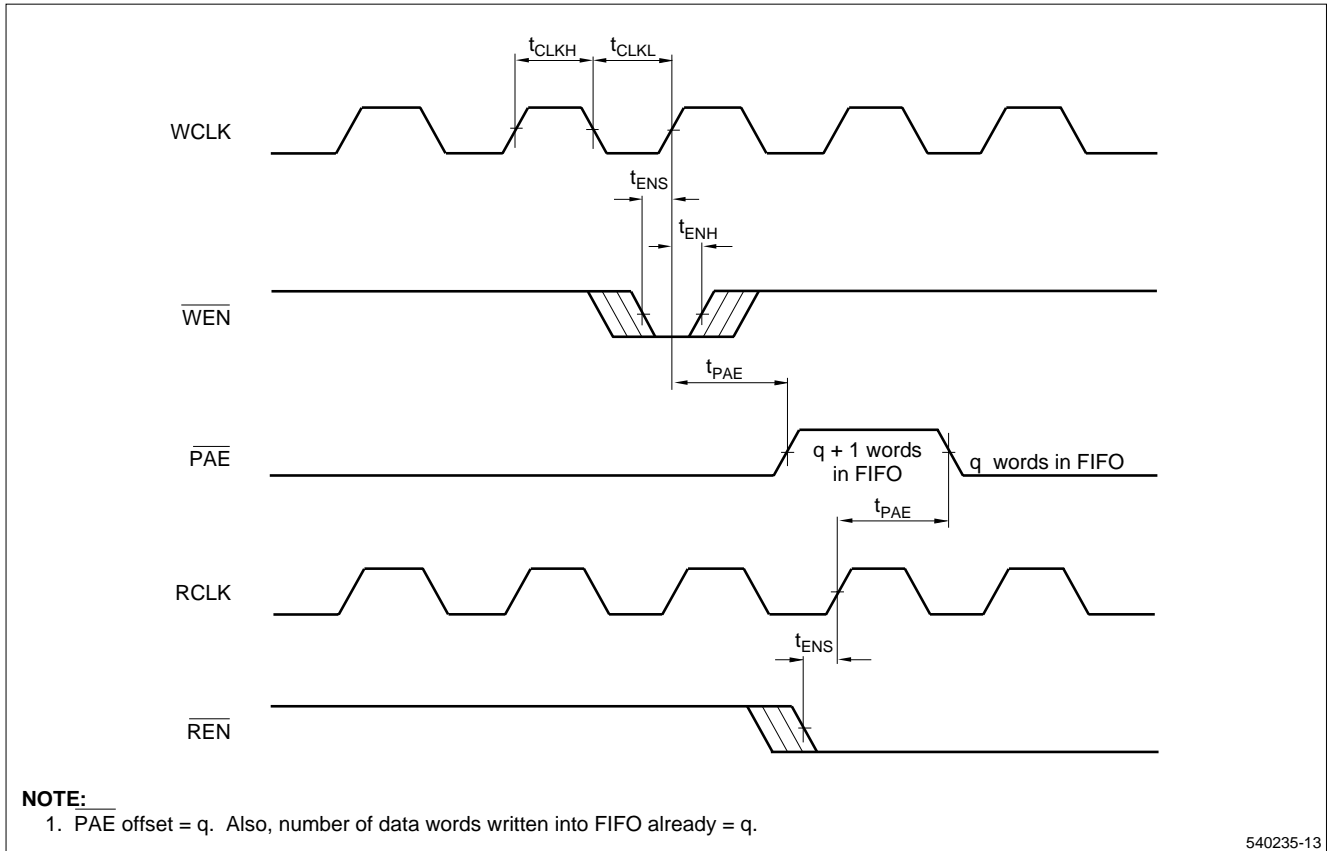 tCLKH tCLKL
WCLK
tENS
tENH
WEN
tPAE
PAE
q + 1 words
in FIFO
q words in FIFO
tPAE
RCLK
tENS
REN
NOTE:
1. PAE offset = q. Also, number of data words written into FIFO already = q.
540235-13